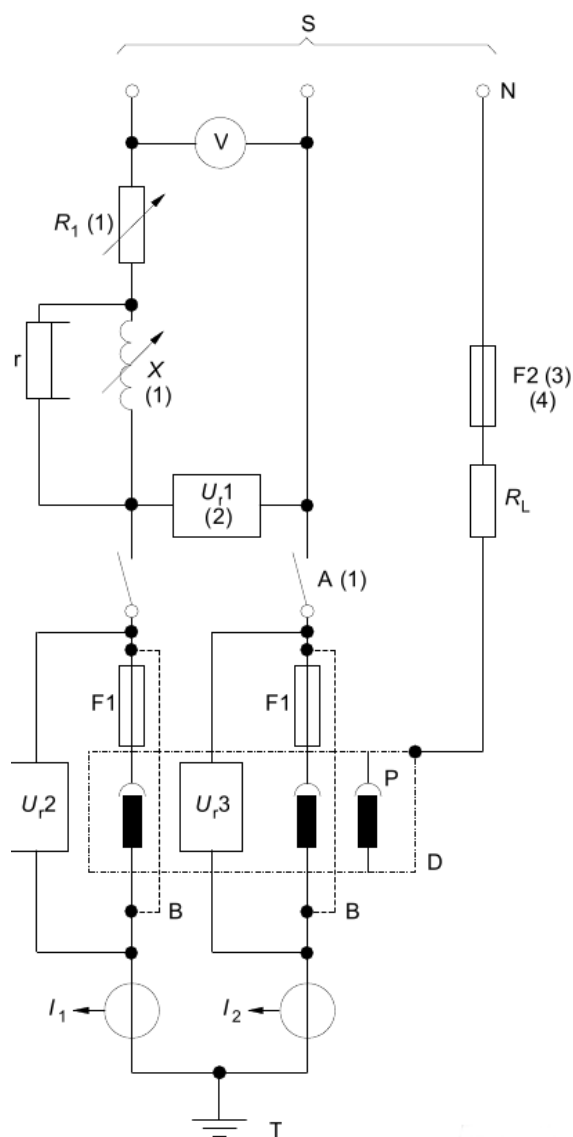 S
N
V
R1 (1)
r
X
(1)
F2 (3)
(4)
RL
Ur1
(2)
A (1)
F1
F1
Ur2
Ur3
P
D
B
B
I1
I2
T